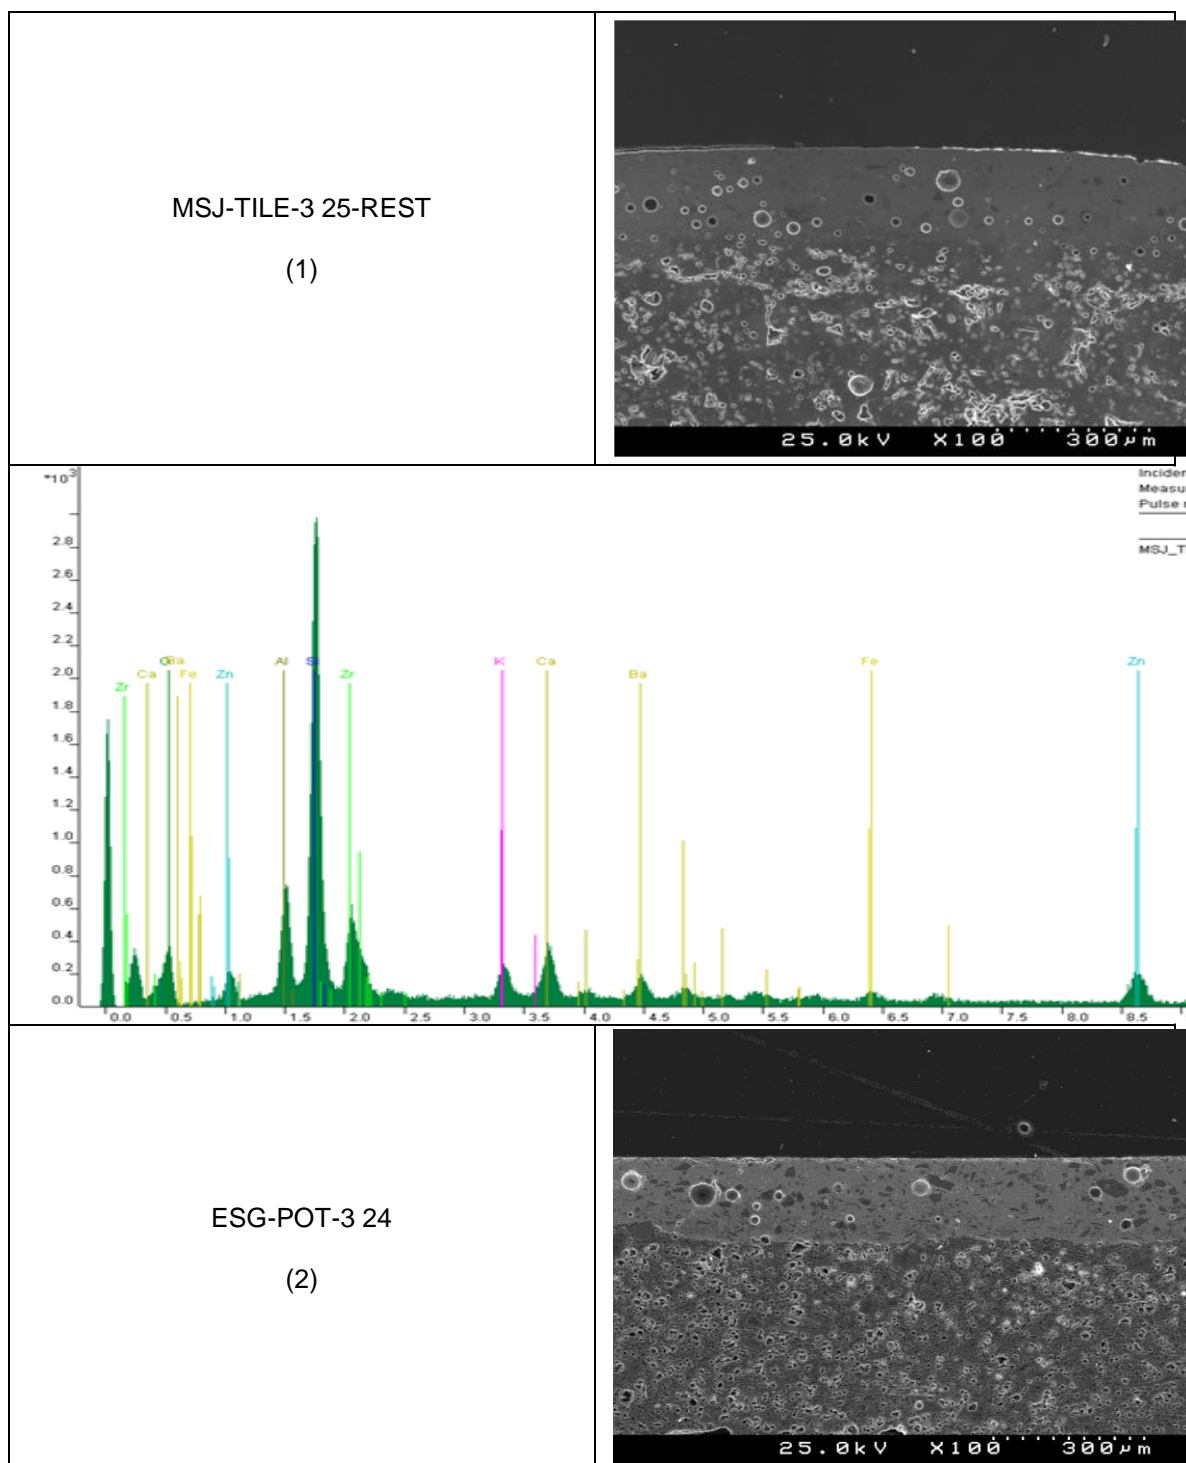 MSJ-TILE-3 25-REST
(1)
25.0kV X100 300µm
*10³
Inciden
Measu
Pulse r
MSJ_T
2.8
2.6
2.4
2.2
2.0
1.8
1.6
1.4
1.2
1.0
0.8
0.6
0.4
0.2
0.0
Zr Ca O Ba Fe Zn Al Si Zr K Ca Ba Fe Zn
0.0 0.5 1.0 1.5 2.0 2.5 3.0 3.5 4.0 4.5 5.0 5.5 6.0 6.5 7.0 7.5 8.0 8.5
ESG-POT-3 24
(2)
25.0kV X100 300µm